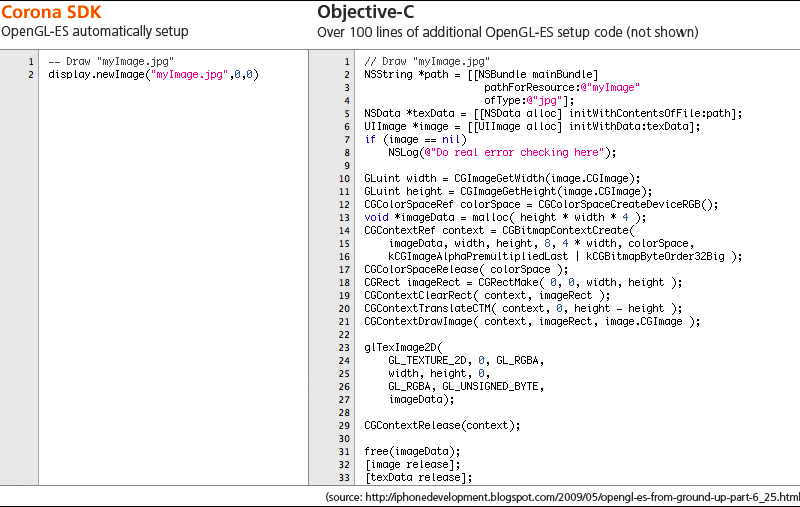 Corona SDK
OpenGL-ES automatically setup
1 -- Draw "myImage.jpg"
2 display.newImage("myImage.jpg",0,0)
Objective-C
Over 100 lines of additional OpenGL-ES setup code (not shown)
1 // Draw "myImage.jpg"
2 NSString *path = [[NSBundle mainBundle]
3 pathForResource:@"myImage"
4 ofType:@"jpg"];
5 NSData *texData = [[NSData alloc] initWithContentsOfFile:path];
6 UIImage *image = [[UIImage alloc] initWithData:texData];
7 if (image == nil)
8 NSLog(@"Do real error checking here");
9
10 GLuint width = CGImageGetWidth(image.CGImage);
11 GLuint height = CGImageGetHeight(image.CGImage);
12 CGColorSpaceRef colorSpace = CGColorSpaceCreateDeviceRGB();
13 void *imageData = malloc( height * width * 4 );
14 CGContextRef context = CGBitmapContextCreate(
15 imageData, width, height, 8, 4 * width, colorSpace,
16 kCGImageAlphaPremultipliedLast | kCGBitmapByteOrder32Big );
17 CGColorSpaceRelease( colorSpace );
18 CGRect imageRect = CGRectMake( 0, 0, width, height );
19 CGContextClearRect( context, imageRect );
20 CGContextTranslateCTM( context, 0, height - height );
21 CGContextDrawImage( context, imageRect, image.CGImage );
22
23 glTexImage2D(
24 GL_TEXTURE_2D, 0, GL_RGBA,
25 width, height, 0,
26 GL_RGBA, GL_UNSIGNED_BYTE,
27 imageData);
28
29 CGContextRelease(context);
30
31 free(imageData);
32 [image release];
33 [texData release];
(source: http://iphonedevelopment.blogspot.com/2009/05/opengl-es-from-ground-up-part-6_25.html